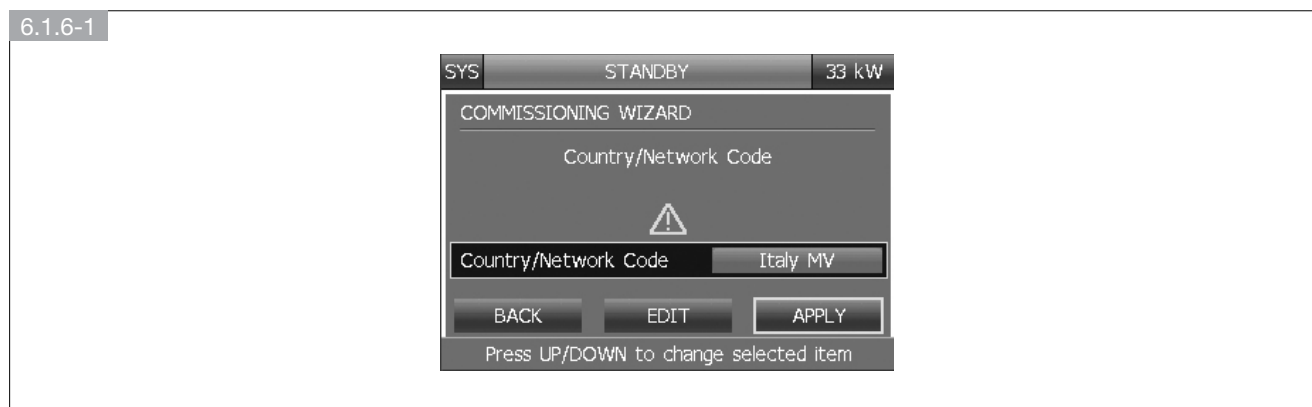 6.1.6-1
SYS STANDBY 33 kW
COMMISSIONING WIZARD
Country/Network Code
Country/Network Code Italy MV
BACK EDIT APPLY
Press UP/DOWN to change selected item